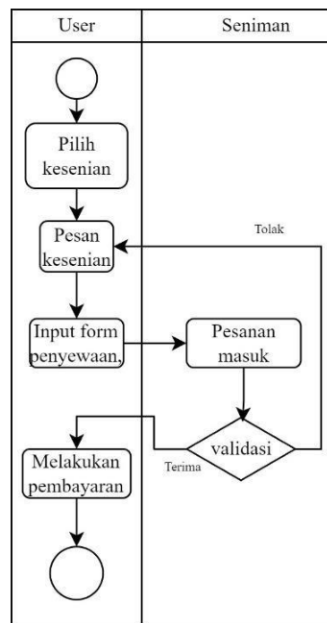 User
Seniman
Pilih
kesenian
Pesan
kesenian
Tolak
Input form
penyewaan,
Pesanan
masuk
validasi
Terima
Melakukan
pembayaran